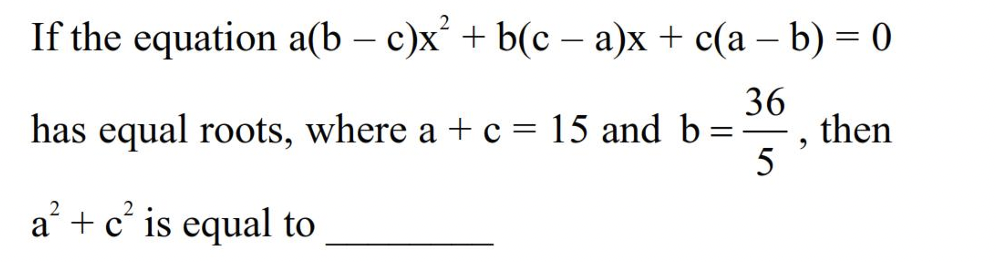 If the equation a(b – c)x² + b(c – a)x + c(a – b) = 0
has equal roots, where a + c = 15 and b = 36/5, then
a² + c² is equal to ________